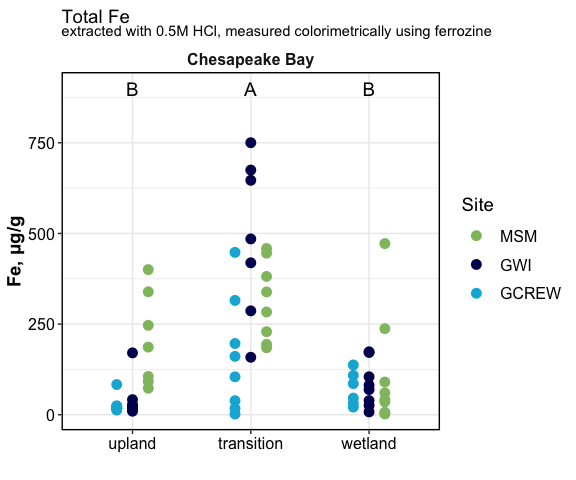 Total Fe
extracted with 0.5M HCl, measured colorimetrically using ferrozine
Chesapeake Bay
B A B
Fe, µg/g
750
500
250
0
upland transition wetland
Site
MSM
GWI
GCREW